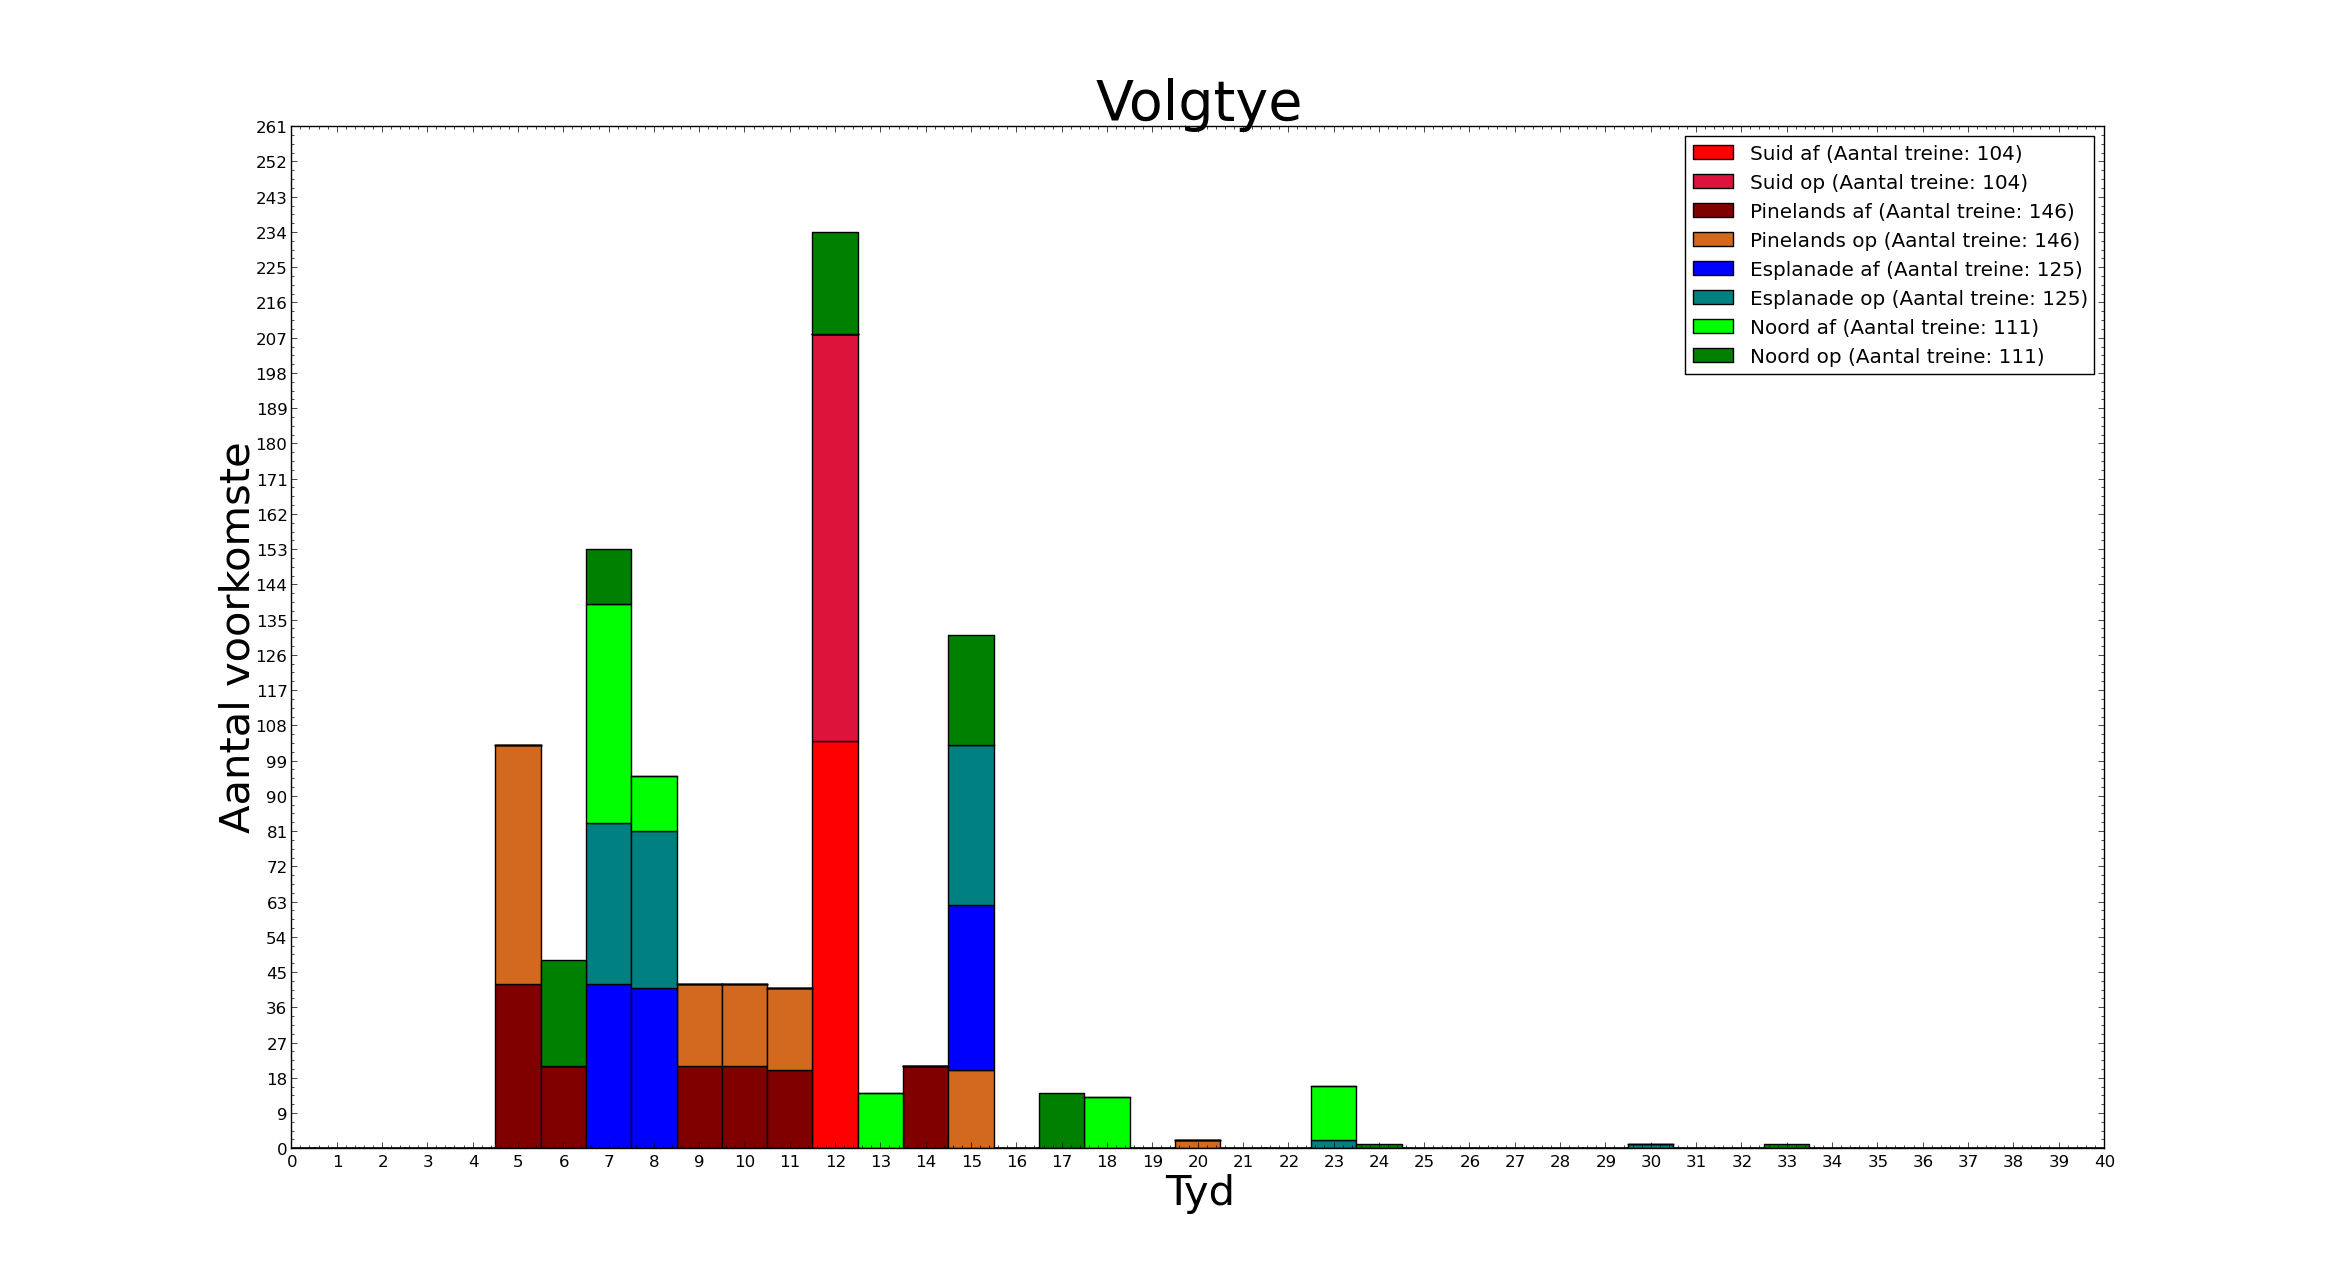 Volgtye
261
252
243
234
225
216
207
198
189
180
171
162
153
144
135
126
117
108
99
90
81
72
63
54
45
36
27
18
9
0
Aantal voorkomste
Suid af (Aantal treine: 104)
Suid op (Aantal treine: 104)
Pinelands af (Aantal treine: 146)
Pinelands op (Aantal treine: 146)
Esplanade af (Aantal treine: 125)
Esplanade op (Aantal treine: 125)
Noord af (Aantal treine: 111)
Noord op (Aantal treine: 111)
0 1 2 3 4 5 6 7 8 9 10 11 12 13 14 15 16 17 18 19 20 21 22 23 24 25 26 27 28 29 30 31 32 33 34 35 36 37 38 39 40
Tyd